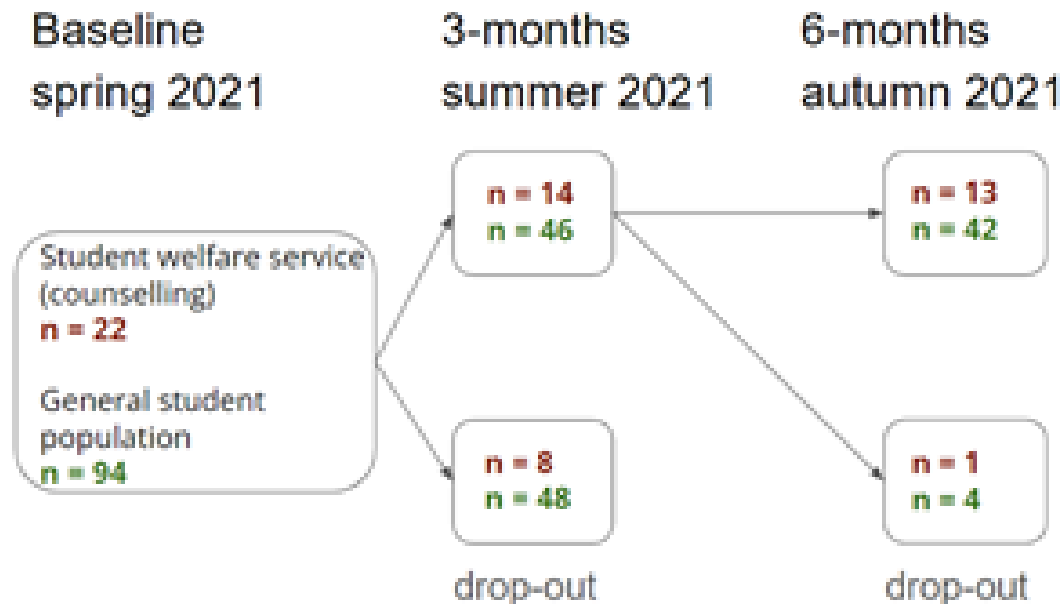 Baseline
spring 2021
3-months
summer 2021
6-months
autumn 2021
Student welfare service
(counselling)
n = 22
General student
population
n = 94
n = 14
n = 46
n = 8
n = 48
drop-out
n = 13
n = 42
n = 1
n = 4
drop-out